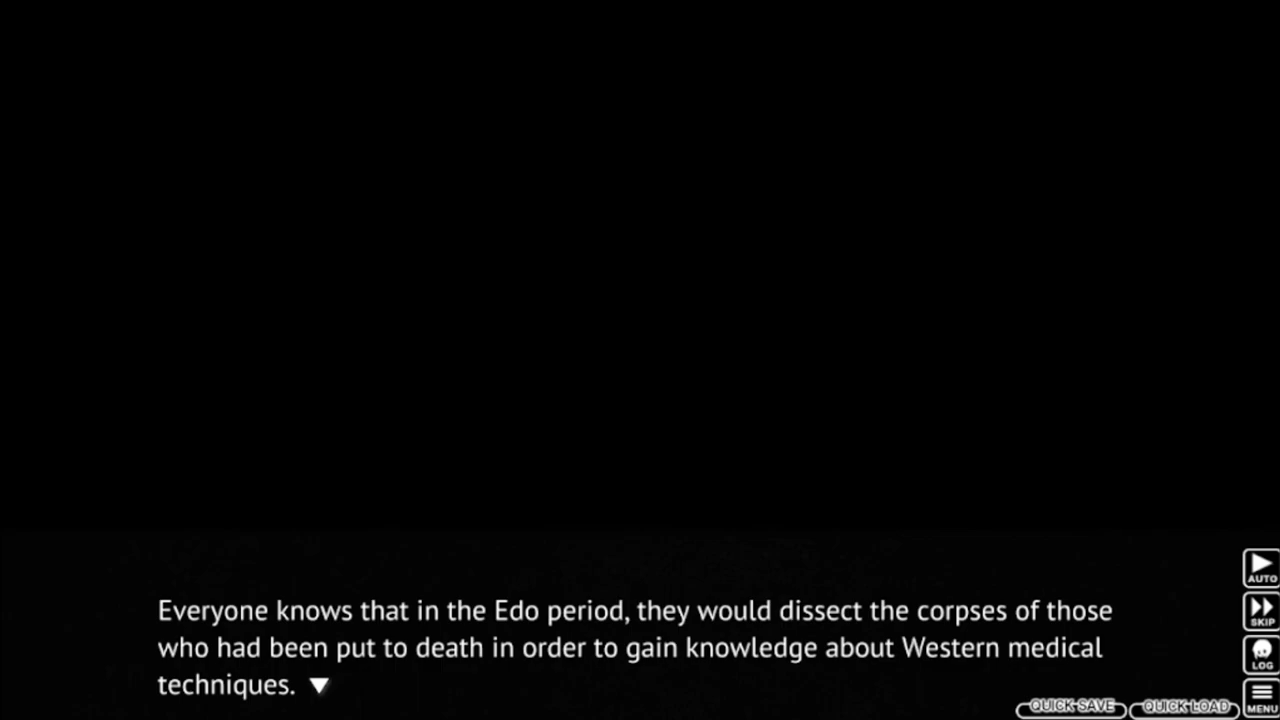 Everyone knows that in the Edo period, they would dissect the corpses of those
who had been put to death in order to gain knowledge about Western medical
techniques.
AUTO
SKIP
LOG
MENU
QUICK SAVE
QUICK LOAD